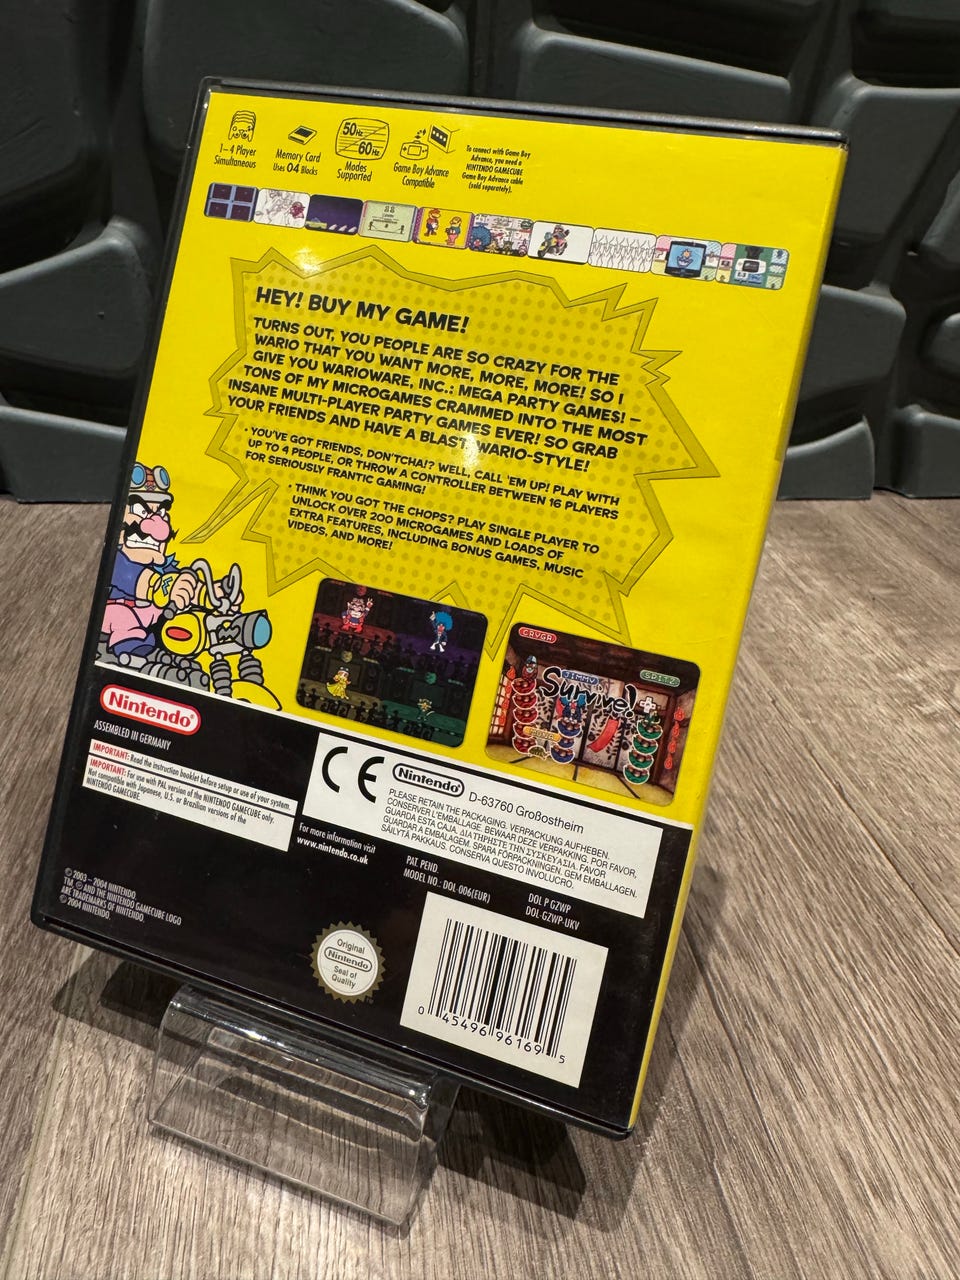 1–4 Player
Simultaneous
Memory Card
Uses 04 Blocks
50Hz
60Hz
Modes
Supported
Game Boy Advance
Compatible
To connect with Game Boy
Advance, you need a
NINTENDO GAMECUBE
Game Boy Advance cable
(sold separately).
HEY! BUY MY GAME!
TURNS OUT, YOU PEOPLE ARE SO CRAZY FOR THE
WARIO THAT YOU WANT MORE, MORE, MORE! SO I
GIVE YOU WARIOWARE, INC.: MEGA PARTY GAME$! –
TONS OF MY MICROGAMES CRAMMED INTO THE MOST
INSANE MULTI-PLAYER PARTY GAMES EVER! SO GRAB
YOUR FRIENDS AND HAVE A BLAST, WARIO-STYLE!
• YOU'VE GOT FRIENDS, DON'TCHA!? WELL, CALL 'EM UP! PLAY WITH
UP TO 4 PEOPLE, OR THROW A CONTROLLER BETWEEN 16 PLAYERS
FOR SERIOUSLY FRANTIC GAMING!
• THINK YOU GOT THE CHOPS? PLAY SINGLE PLAYER TO
UNLOCK OVER 200 MICROGAMES AND LOADS OF
EXTRA FEATURES, INCLUDING BONUS GAMES, MUSIC
VIDEOS, AND MORE!
CRYGR
JIMMY
SPITZ
Survive!
MONA
Nintendo®
ASSEMBLED IN GERMANY
IMPORTANT: Read the instruction booklet before setup or use of your system.
IMPORTANT: For use with PAL version of the NINTENDO GAMECUBE only.
Not compatible with Japanese, U.S. or Brazilian versions of the
NINTENDO GAMECUBE.
CE
Nintendo®
D-63760 Großostheim
PLEASE RETAIN THE PACKAGING. VERPACKUNG AUFHEBEN.
CONSERVER L'EMBALLAGE. BEWAAR DEZE VERPAKKING. POR FAVOR,
GUARDA ESTA CAJA. ΔΙΑΤΗΡΗΣΤΕ ΤΗΝ ΣΥΣΚΕΥΑΣΙΑ. FAVOR
GUARDAR A EMBALAGEM. SPARA FÖRPACKNINGEN. GEM EMBALLAGEN.
SÄILYTÄ PAKKAUS. CONSERVA QUESTO INVOLUCRO.
For more information visit
www.nintendo.co.uk
PAT. PEND.
MODEL NO.: DOL 006(EUR)
DOL P GZWP
DOL-GZWP-UKV
© 2003 – 2004 NINTENDO.
TM, ® AND THE NINTENDO GAMECUBE LOGO
ARE TRADEMARKS OF NINTENDO.
© 2004 NINTENDO.
Original
Nintendo
Seal of
Quality
TM
0 45496 96169 5